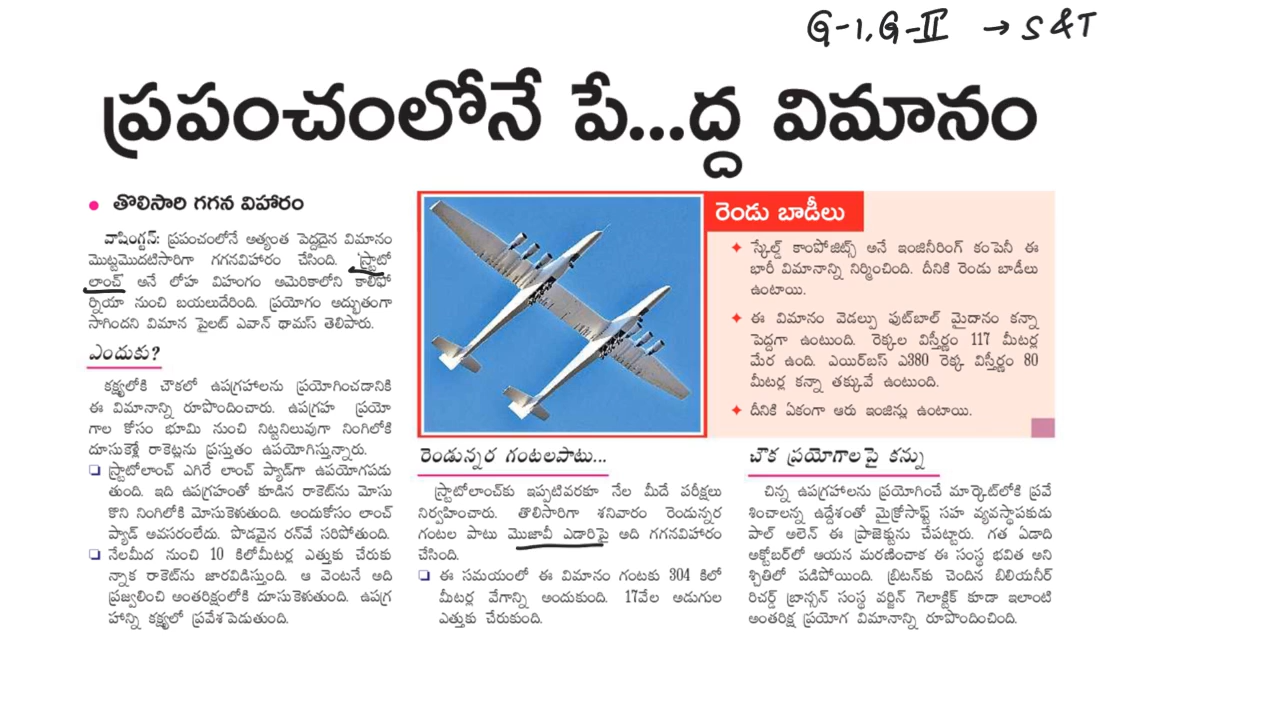 G-1, G-II → S&T
ప్రపంచంలోనే పే...ద్ద విమానం
• తొలిసారి గగన విహారం
వాషింగ్టన్: ప్రపంచంలోనే అత్యంత పెద్దదైన విమానం
మొట్టమొదటిసారిగా గగనవిహారం చేసింది. 'స్ట్రాటో
లాంచ్' అనే లోహ విహంగం అమెరికాలోని కాలిఫో
ర్నియా నుంచి బయలుదేరింది. ప్రయోగం అద్భుతంగా
సాగిందని విమాన పైలట్ ఎవాన్ థామస్ తెలిపారు.
ఎందుకు?
కక్ష్యలోకి చౌకలో ఉపగ్రహాలను ప్రయోగించడానికి
ఈ విమానాన్ని రూపొందించారు. ఉపగ్రహ ప్రయో
గాల కోసం భూమి నుంచి నిట్టనిలువుగా నింగిలోకి
దూసుకెళ్లే రాకెట్లను ప్రస్తుతం ఉపయోగిస్తున్నారు.
❑ స్ట్రాటోలాంచ్ ఎగిరే లాంచ్ ప్యాడ్‌గా ఉపయోగపడు
తుంది. ఇది ఉపగ్రహంతో కూడిన రాకెట్‌ను మోసు
కొని నింగిలోకి మోసుకెళుతుంది. అందుకోసం లాంచ్
ప్యాడ్ అవసరంలేదు. పొడవైన రన్‌వే సరిపోతుంది.
❑ నేలమీద నుంచి 10 కిలోమీటర్ల ఎత్తుకు చేరుకు
న్నాక రాకెట్‌ను జారవిడిస్తుంది. ఆ వెంటనే అది
ప్రజ్వలించి అంతరిక్షంలోకి దూసుకెళుతుంది. ఉపగ్ర
హాన్ని కక్ష్యలో ప్రవేశపెడుతుంది.
రెండు బాడీలు
✦ స్కేల్డ్ కాంపోజిట్స్ అనే ఇంజినీరింగ్ కంపెనీ ఈ
భారీ విమానాన్ని నిర్మించింది. దీనికి రెండు బాడీలు
ఉంటాయి.
✦ ఈ విమానం వెడల్పు ఫుట్‌బాల్ మైదానం కన్నా
పెద్దగా ఉంటుంది. రెక్కల విస్తీర్ణం 117 మీటర్ల
మేర ఉంది. ఎయిర్‌బస్ ఎ380 రెక్క విస్తీర్ణం 80
మీటర్ల కన్నా తక్కువే ఉంటుంది.
✦ దీనికి ఏకంగా ఆరు ఇంజిన్లు ఉంటాయి.
రెండున్నర గంటలపాటు...
స్ట్రాటోలాంచ్‌కు ఇప్పటివరకూ నేల మీదే పరీక్షలు
నిర్వహించారు. తొలిసారిగా శనివారం రెండున్నర
గంటల పాటు మొజావీ ఎడారిపై అది గగనవిహారం
చేసింది.
❑ ఈ సమయంలో ఈ విమానం గంటకు 304 కిలో
మీటర్ల వేగాన్ని అందుకుంది. 17వేల అడుగుల
ఎత్తుకు చేరుకుంది.
చౌక ప్రయోగాలపై కన్ను
చిన్న ఉపగ్రహాలను ప్రయోగించే మార్కెట్‌లోకి ప్రవే
శించాలన్న ఉద్దేశంతో మైక్రోసాఫ్ట్ సహ వ్యవస్థాపకుడు
పాల్ అలెన్ ఈ ప్రాజెక్టును చేపట్టారు. గత ఏడాది
అక్టోబర్‌లో ఆయన మరణించాక ఈ సంస్థ భవిత అని
శ్చితిలో పడిపోయింది. బ్రిటన్‌కు చెందిన బిలియనీర్
రిచర్డ్ బ్రాన్సన్ సంస్థ వర్జిన్ గెలాక్టిక్ కూడా ఇలాంటి
అంతరిక్ష ప్రయోగ విమానాన్ని రూపొందించింది.